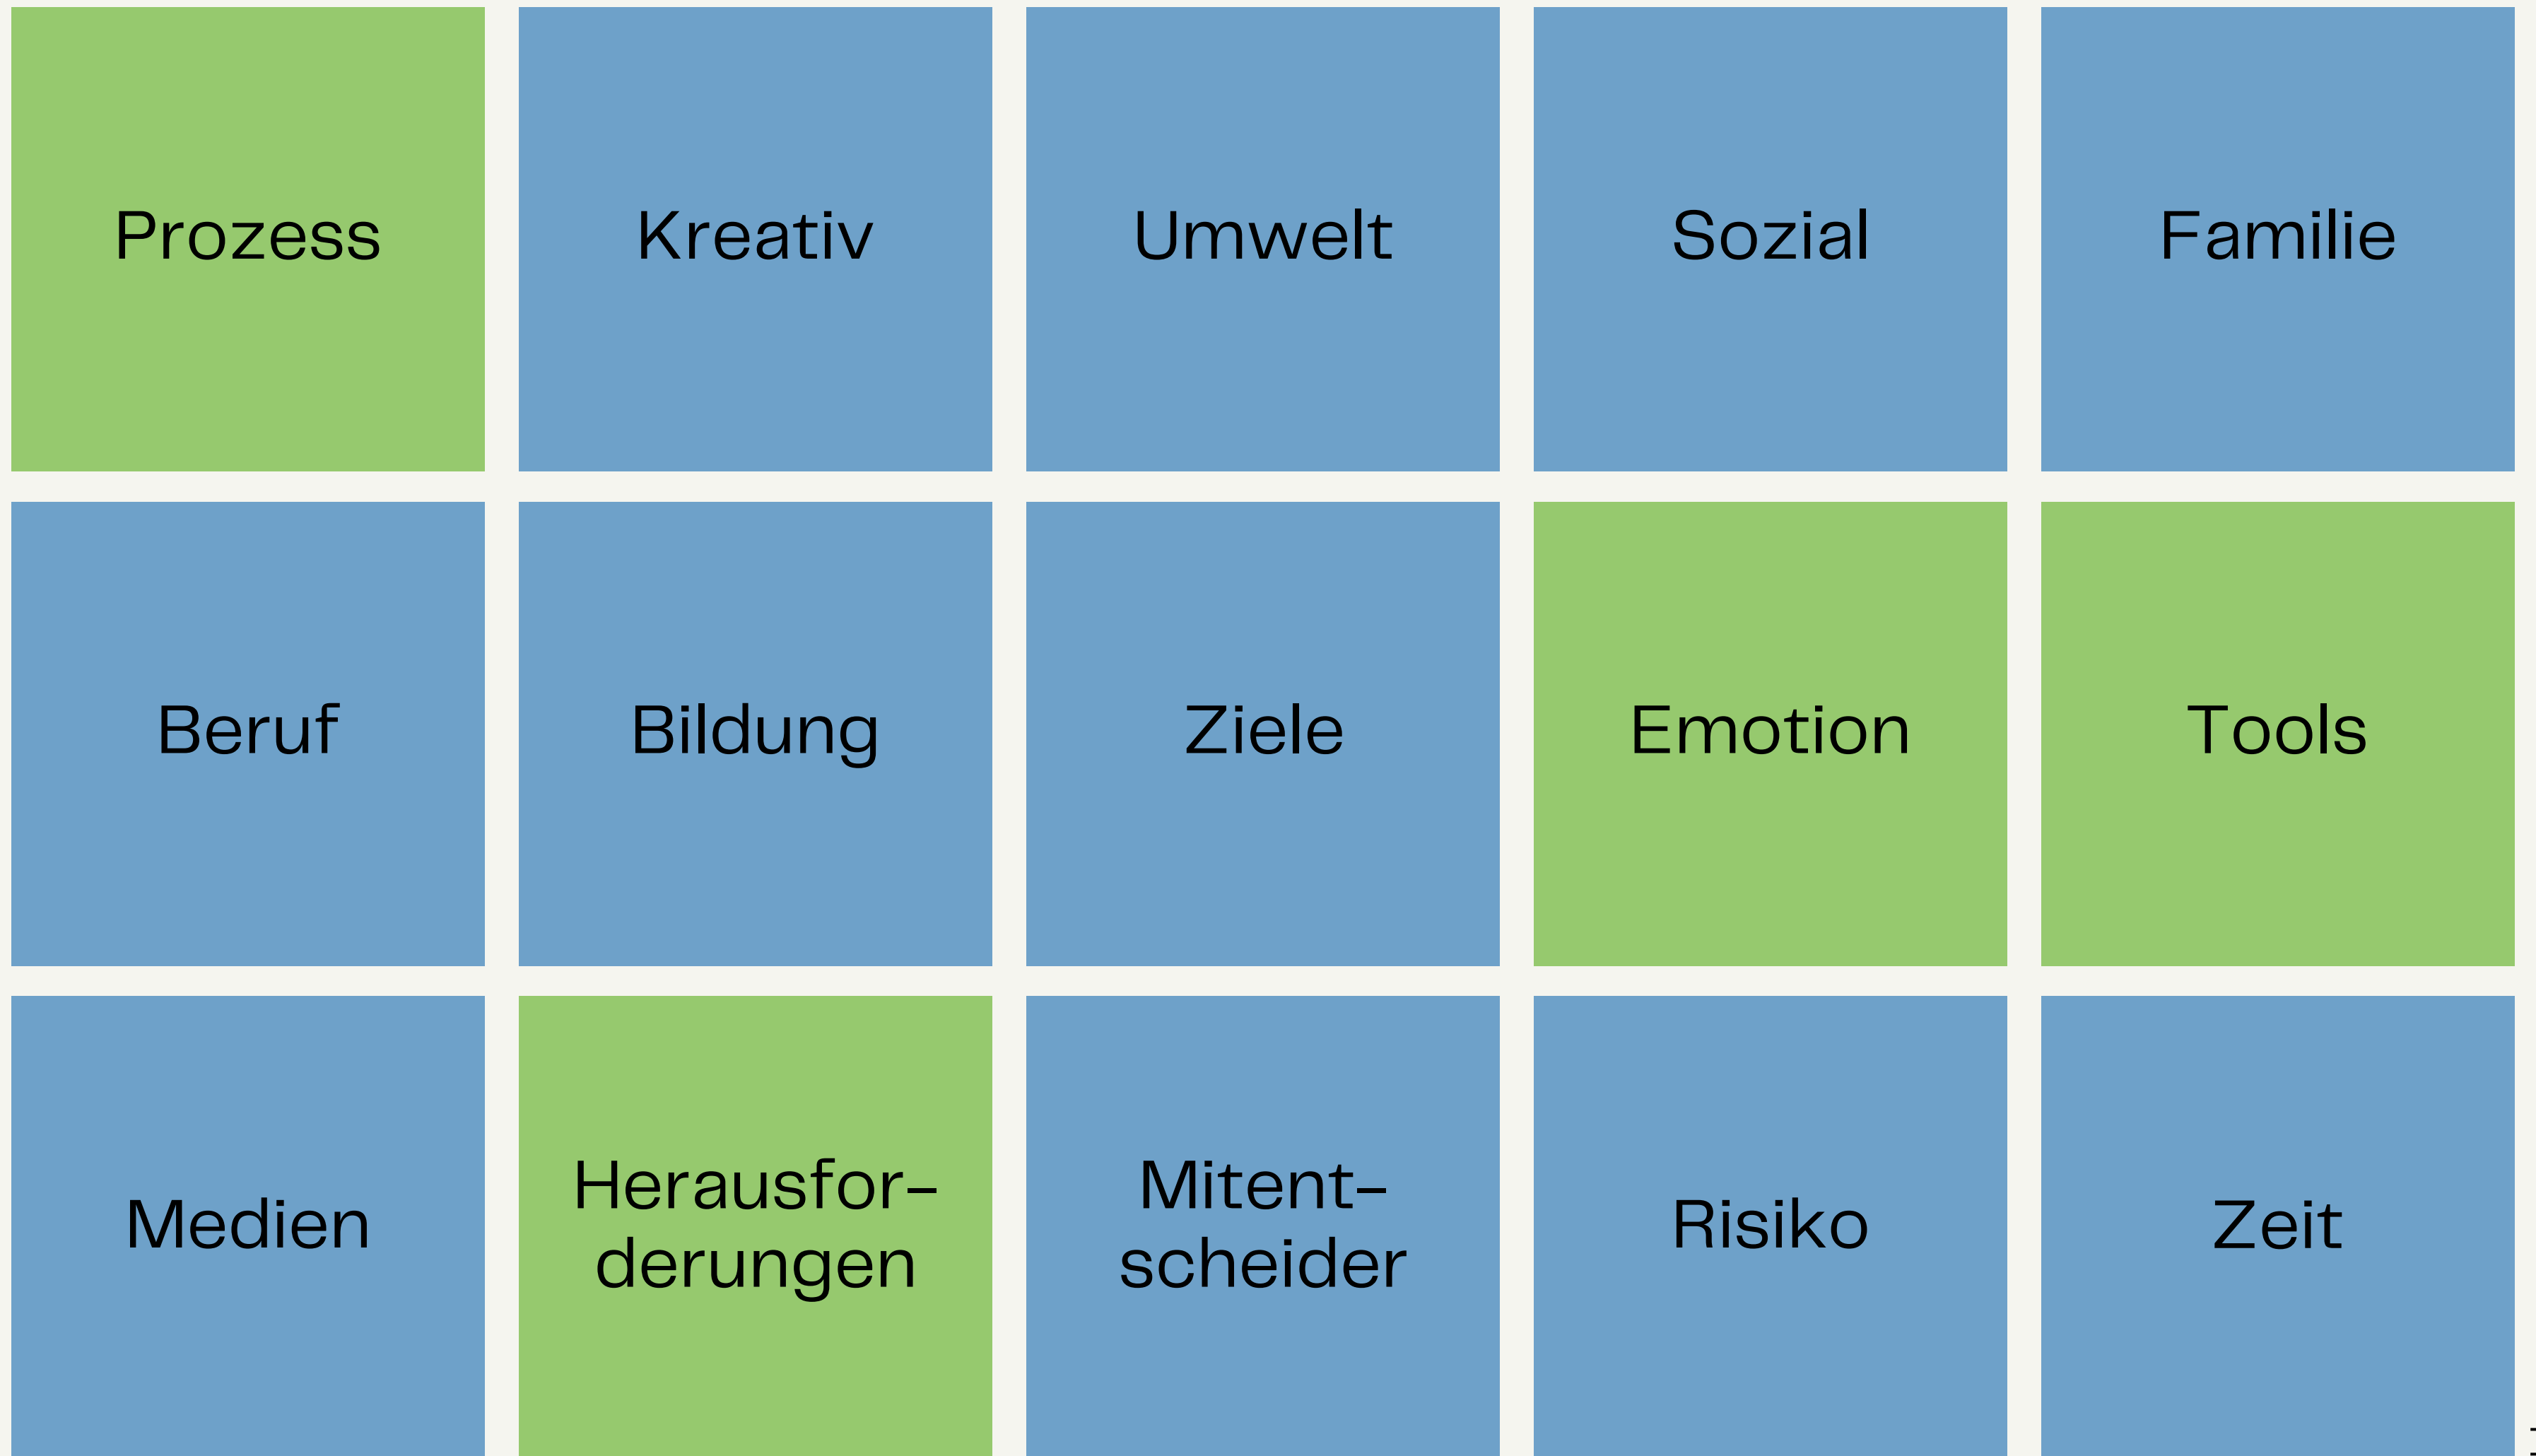 Prozess
Kreativ
Umwelt
Sozial
Familie
Beruf
Bildung
Ziele
Emotion
Tools
Medien
Herausfor-
derungen
Mitent-
scheider
Risiko
Zeit